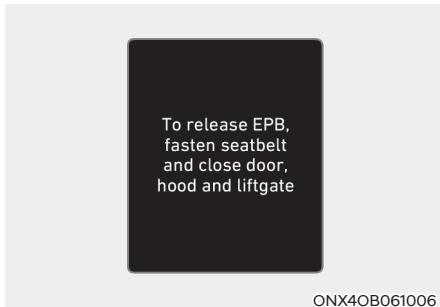 To release EPB,
fasten seatbelt
and close door,
hood and liftgate
ONX4OB061006